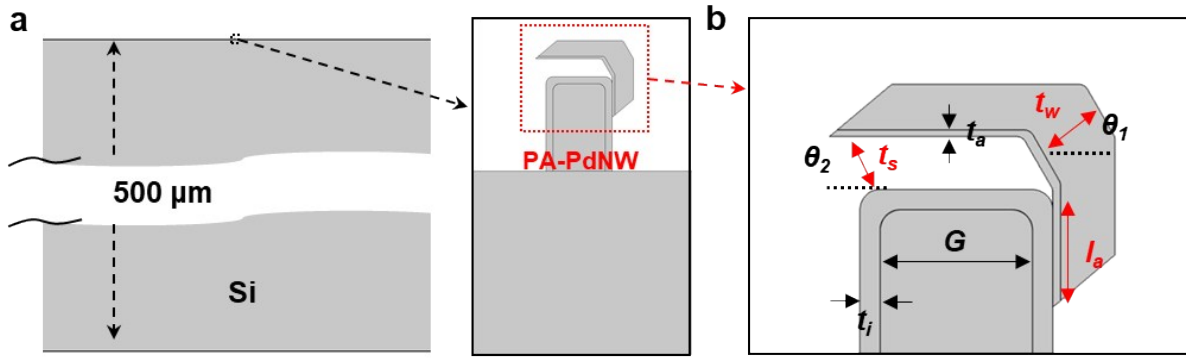 a
500 μm
Si
PA-PdNW
b
t_w
θ_1
t_a
θ_2
t_s
G
l_a
t_i